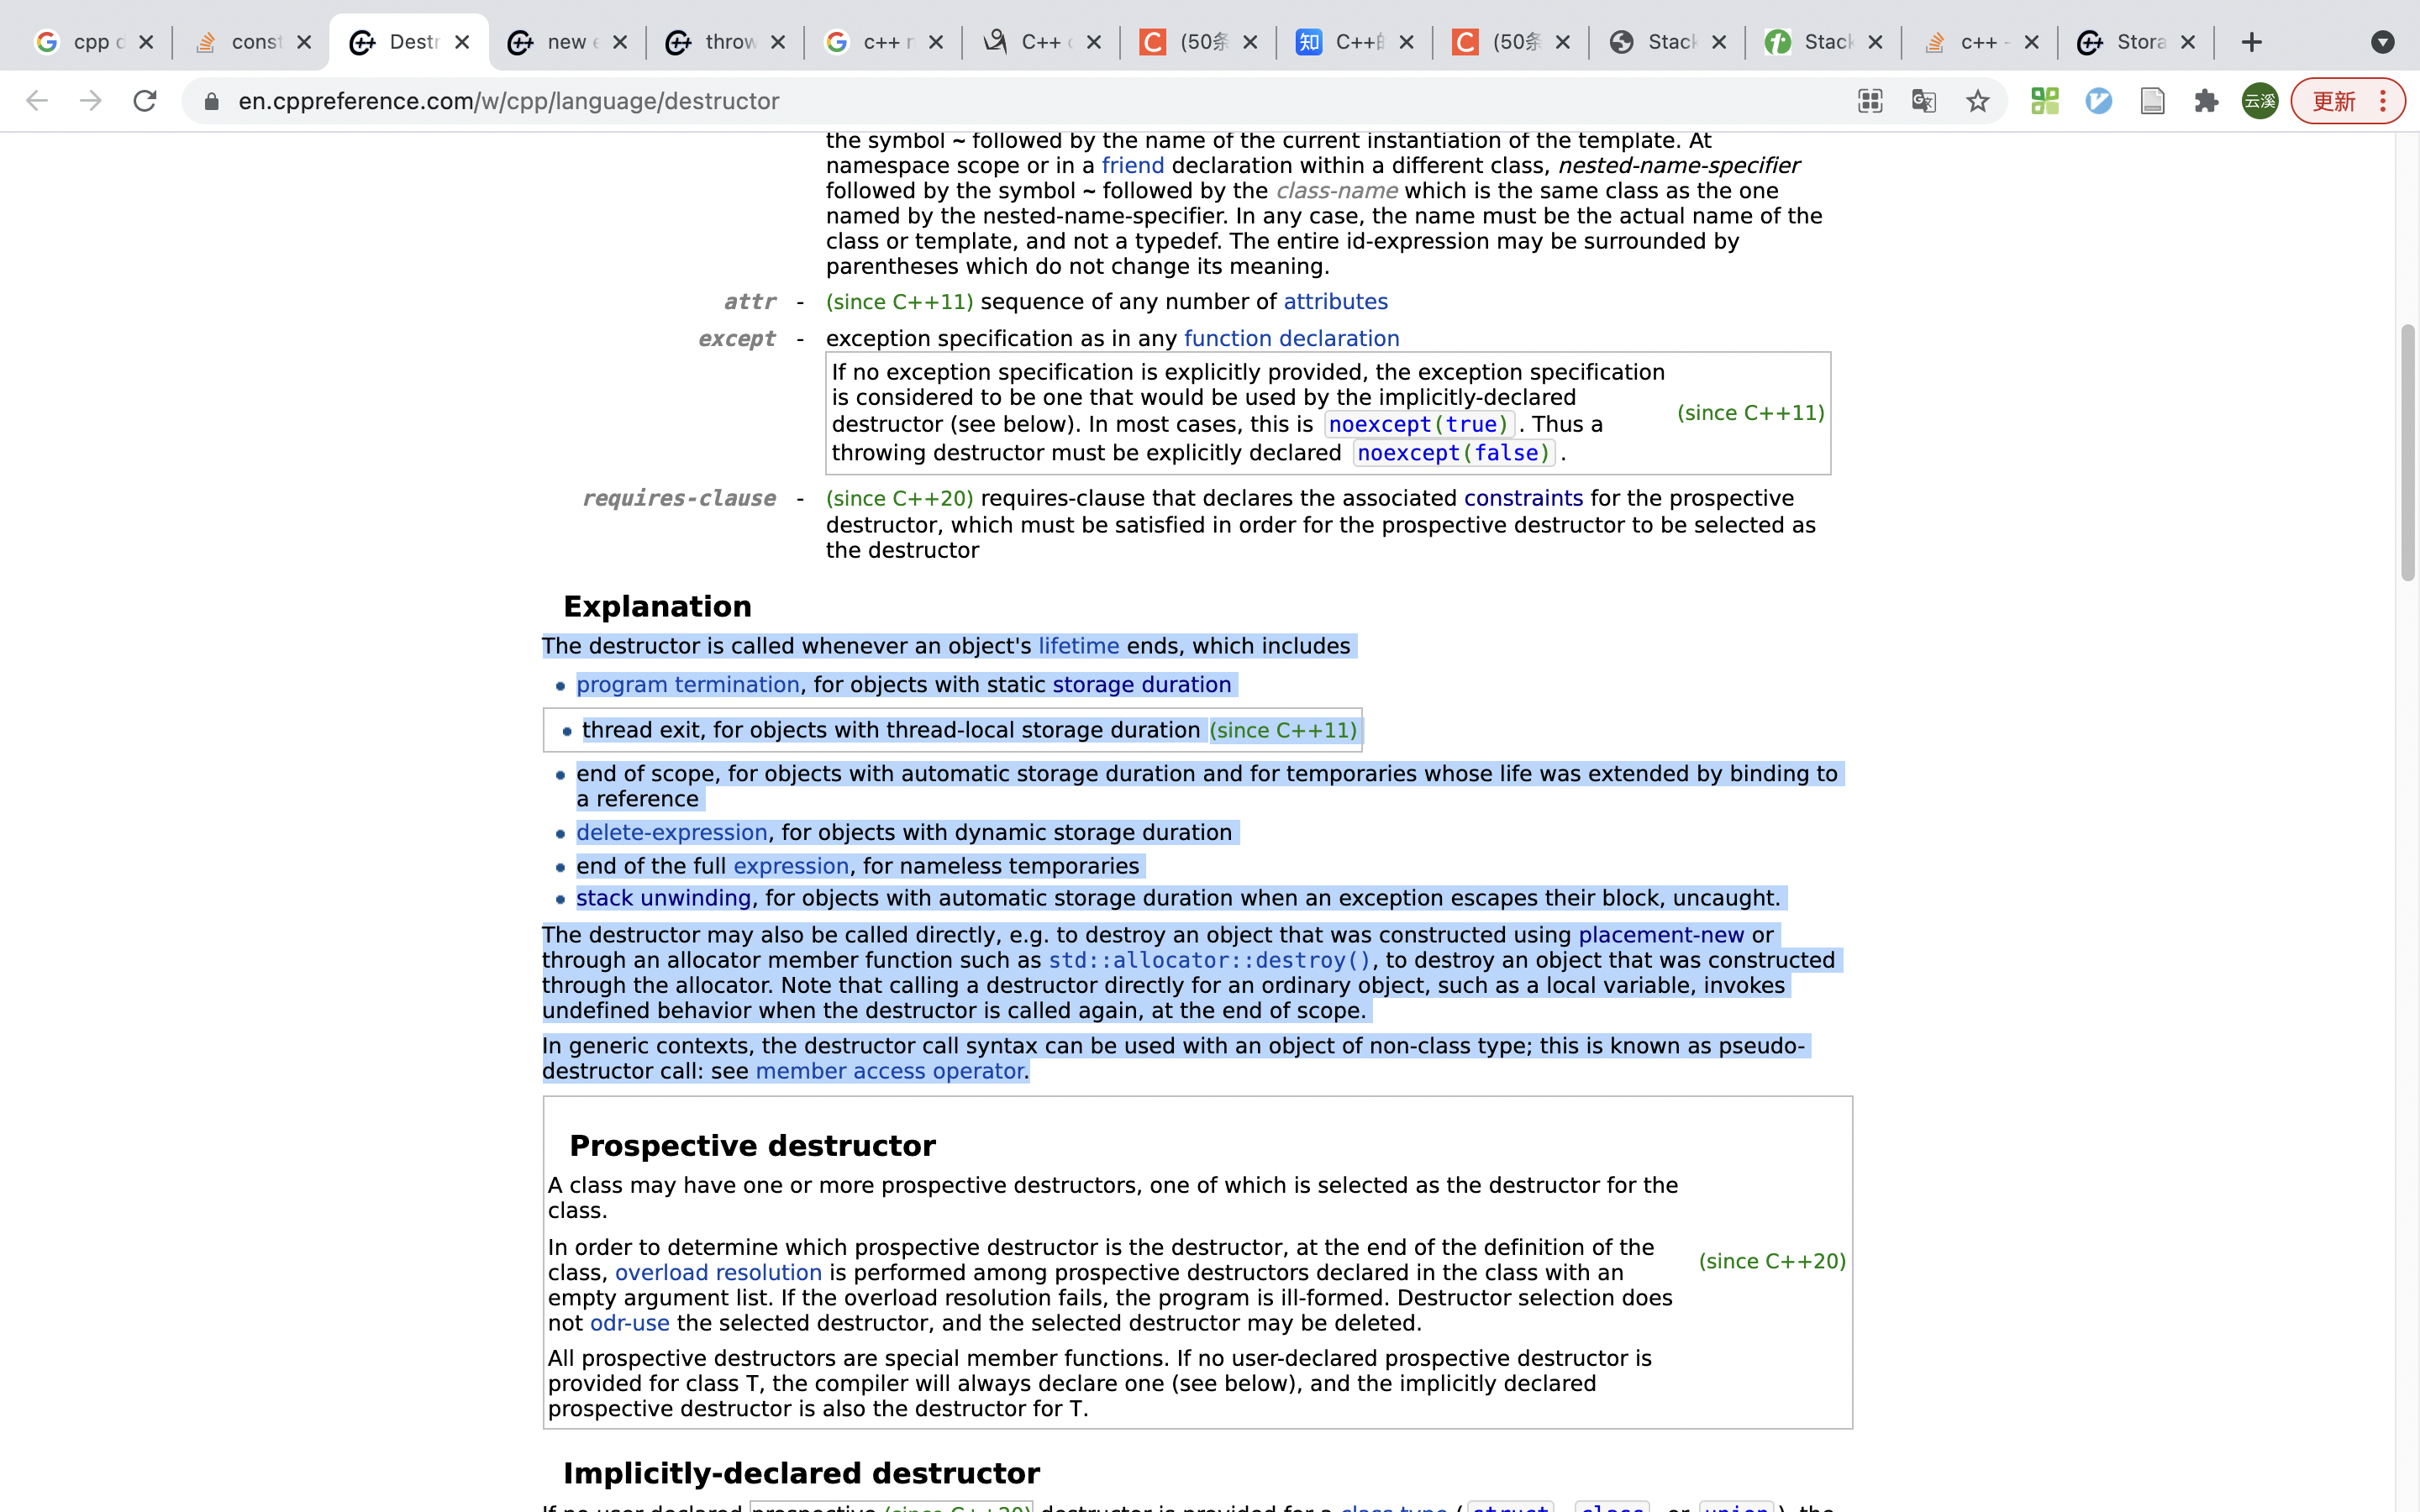 cpp c
const
Destr
new e
throw
c++ r
C++ c
(50条
C++的
(50条
Stack
Stack
c++ -
Stora
en.cppreference.com/w/cpp/language/destructor
云溪
更新
the symbol ~ followed by the name of the current instantiation of the template. At
namespace scope or in a friend declaration within a different class, nested-name-specifier
followed by the symbol ~ followed by the class-name which is the same class as the one
named by the nested-name-specifier. In any case, the name must be the actual name of the
class or template, and not a typedef. The entire id-expression may be surrounded by
parentheses which do not change its meaning.
attr - (since C++11) sequence of any number of attributes
except - exception specification as in any function declaration
If no exception specification is explicitly provided, the exception specification
is considered to be one that would be used by the implicitly-declared
destructor (see below). In most cases, this is noexcept(true). Thus a
throwing destructor must be explicitly declared noexcept(false).
(since C++11)
requires-clause - (since C++20) requires-clause that declares the associated constraints for the prospective
destructor, which must be satisfied in order for the prospective destructor to be selected as
the destructor
Explanation
The destructor is called whenever an object's lifetime ends, which includes
• program termination, for objects with static storage duration
• thread exit, for objects with thread-local storage duration (since C++11)
• end of scope, for objects with automatic storage duration and for temporaries whose life was extended by binding to
a reference
• delete-expression, for objects with dynamic storage duration
• end of the full expression, for nameless temporaries
• stack unwinding, for objects with automatic storage duration when an exception escapes their block, uncaught.
The destructor may also be called directly, e.g. to destroy an object that was constructed using placement-new or
through an allocator member function such as std::allocator::destroy(), to destroy an object that was constructed
through the allocator. Note that calling a destructor directly for an ordinary object, such as a local variable, invokes
undefined behavior when the destructor is called again, at the end of scope.
In generic contexts, the destructor call syntax can be used with an object of non-class type; this is known as pseudo-
destructor call: see member access operator.
Prospective destructor
A class may have one or more prospective destructors, one of which is selected as the destructor for the
class.
In order to determine which prospective destructor is the destructor, at the end of the definition of the
class, overload resolution is performed among prospective destructors declared in the class with an
empty argument list. If the overload resolution fails, the program is ill-formed. Destructor selection does
not odr-use the selected destructor, and the selected destructor may be deleted.
(since C++20)
All prospective destructors are special member functions. If no user-declared prospective destructor is
provided for class T, the compiler will always declare one (see below), and the implicitly declared
prospective destructor is also the destructor for T.
Implicitly-declared destructor
If no user-declared prospective (since C++20) destructor is provided for a class type (struct, class, or union), the